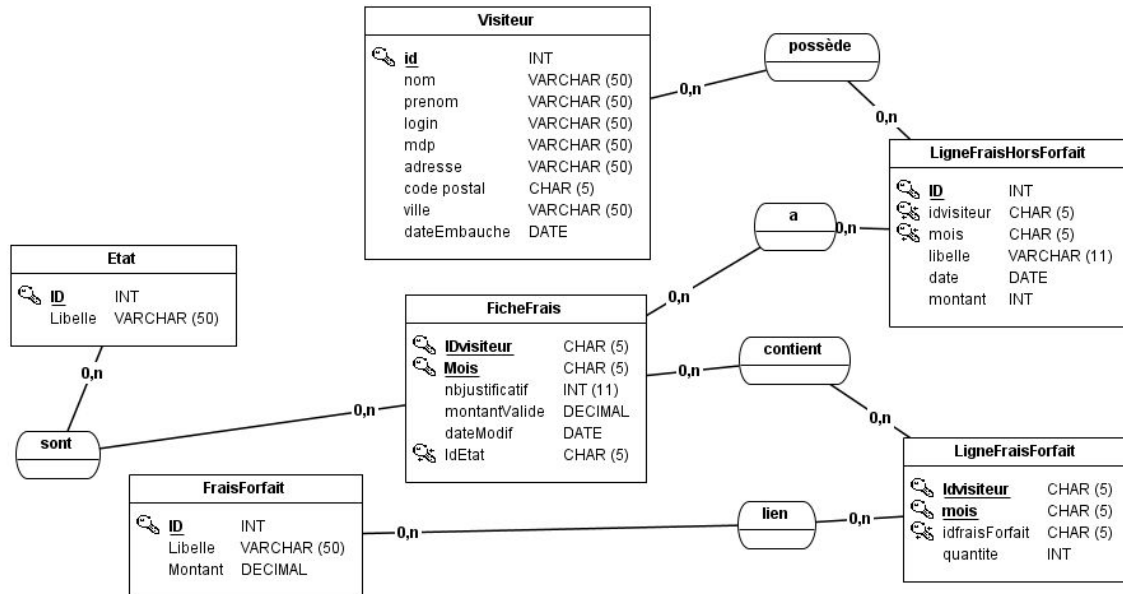 Visiteur
id INT
nom VARCHAR (50)
prenom VARCHAR (50)
login VARCHAR (50)
mdp VARCHAR (50)
adresse VARCHAR (50)
code postal CHAR (5)
ville VARCHAR (50)
dateEmbauche DATE
possède
0,n
0,n
LigneFraisHorsForfait
ID INT
idvisiteur CHAR (5)
mois CHAR (5)
libelle VARCHAR (11)
date DATE
montant INT
a
0,n
0,n
Etat
ID INT
Libelle VARCHAR (50)
0,n
sont
0,n
FicheFrais
IDvisiteur CHAR (5)
Mois CHAR (5)
nbjustificatif INT (11)
montantValide DECIMAL
dateModif DATE
IdEtat CHAR (5)
0,n
contient
0,n
LigneFraisForfait
Idvisiteur CHAR (5)
mois CHAR (5)
idfraisForfait CHAR (5)
quantite INT
FraisForfait
ID INT
Libelle VARCHAR (50)
Montant DECIMAL
0,n
lien
0,n